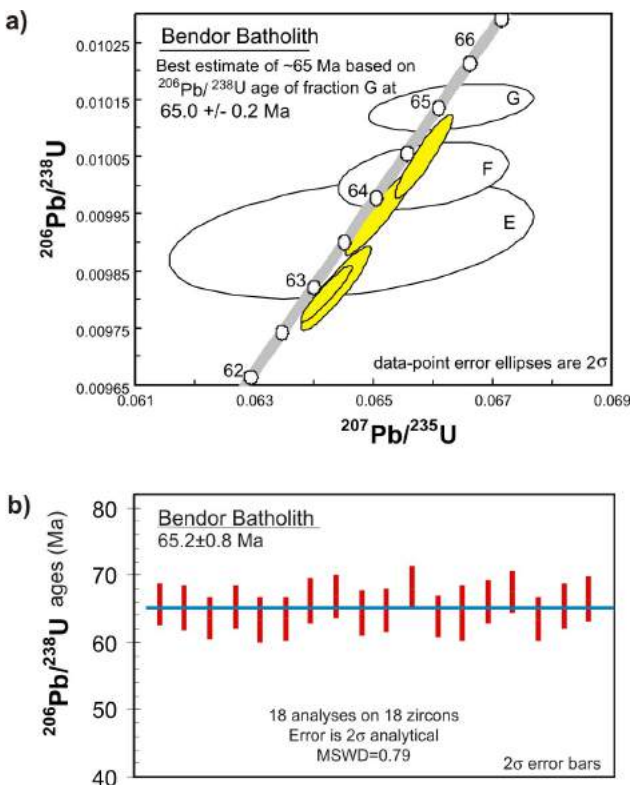 a)
Bendor Batholith
Best estimate of ~65 Ma based on
²⁰⁶Pb/ ²³⁸U age of fraction G at
65.0 +/- 0.2 Ma
0.01025
0.01015
0.01005
0.00995
0.00985
0.00975
0.00965
²⁰⁶Pb/²³⁸U
66
65
64
63
62
G
F
E
data-point error ellipses are 2σ
0.061
0.063
0.065
0.067
0.069
²⁰⁷Pb/²³⁵U
b)
²⁰⁶Pb/²³⁸U ages (Ma)
80
70
60
50
40
Bendor Batholith
65.2±0.8 Ma
18 analyses on 18 zircons
Error is 2σ analytical
MSWD=0.79
2σ error bars